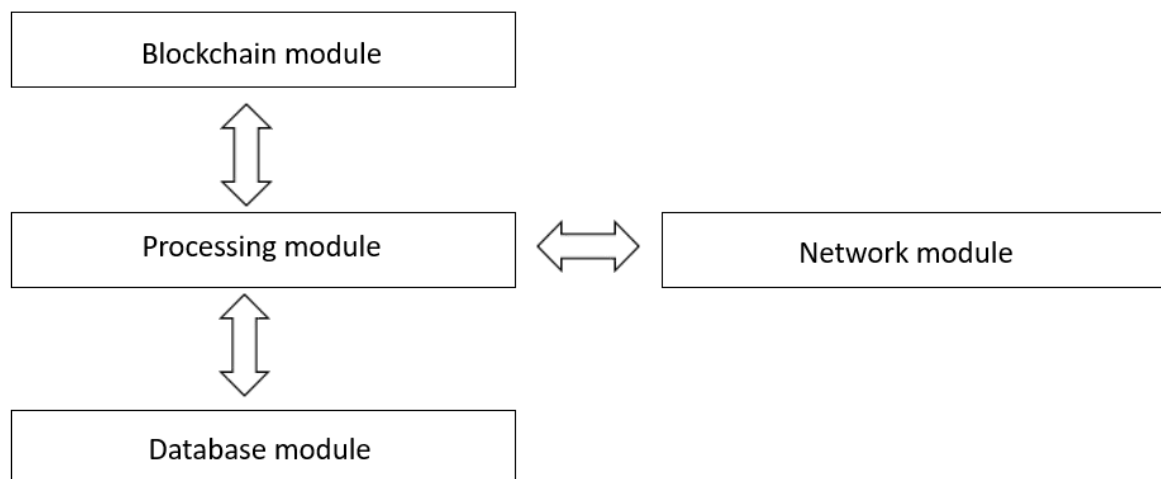 Blockchain module
Processing module
Network module
Database module